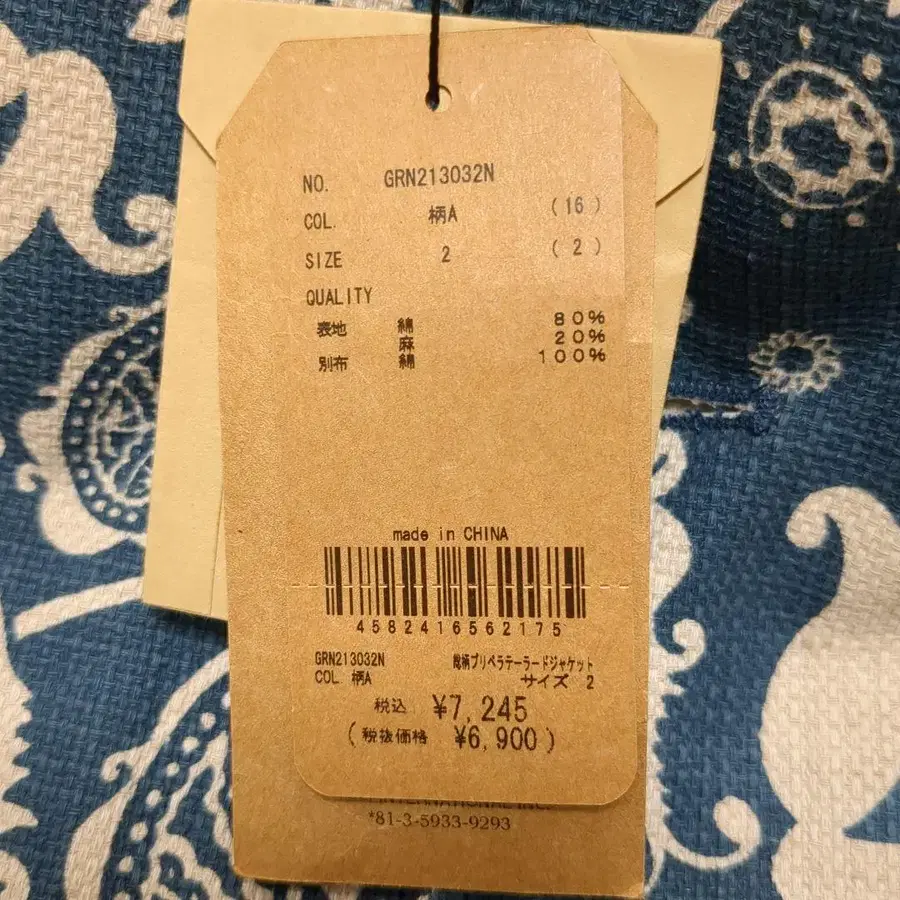 NO. GRN213032N
COL. 柄A (16)
SIZE 2 (2)
QUALITY
表地 綿 80%
麻 20%
別布 綿 100%
made in CHINA
4582416562175
GRN213032N 総柄プリペラテーラードジャケット
COL 柄A サイズ 2
税込 ¥7,245
(税抜価格 ¥6,900)
INTERNATIONAL INC.
*81-3-5933-9293